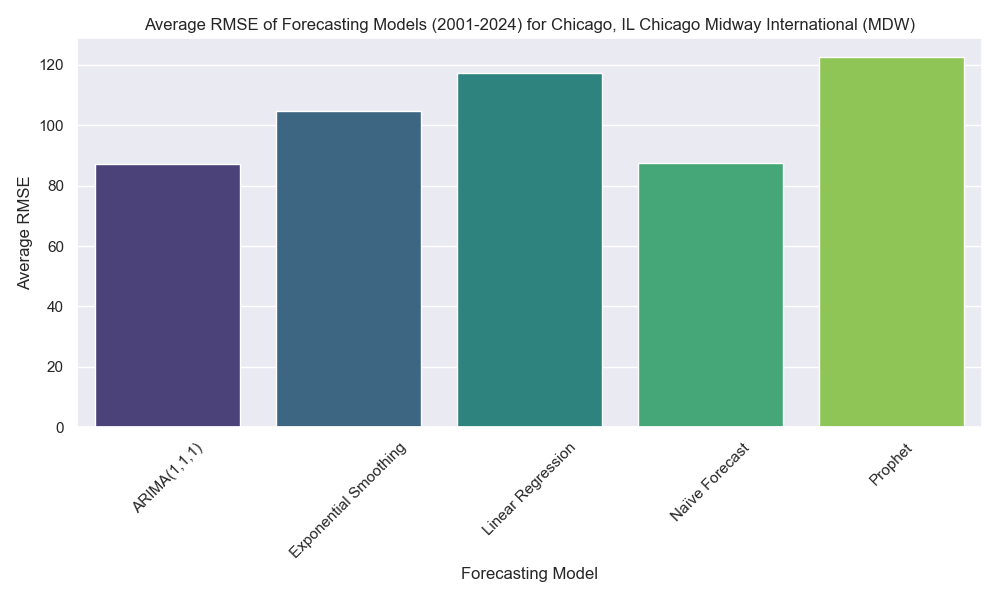 Average RMSE of Forecasting Models (2001-2024) for Chicago, IL Chicago Midway International (MDW)
Average RMSE
120
100
80
60
40
20
0
ARIMA(1,1,1)
Exponential Smoothing
Linear Regression
Naïve Forecast
Prophet
Forecasting Model